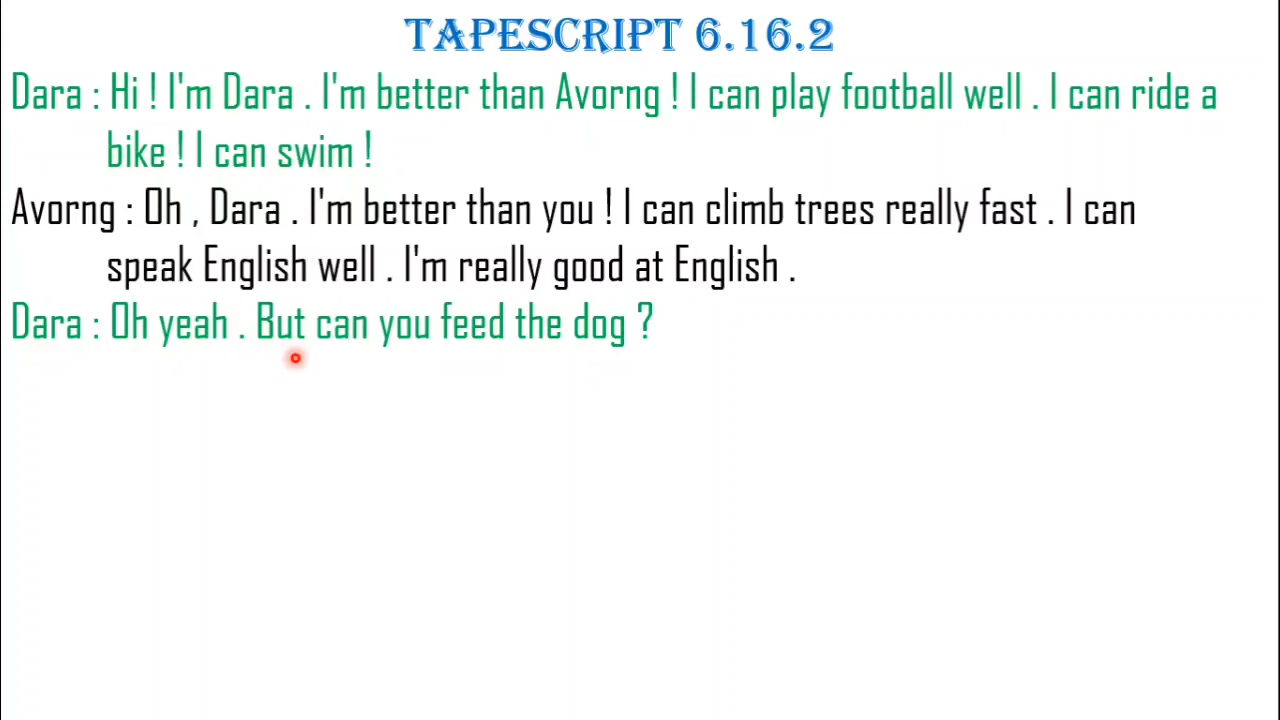 TAPESCRIPT 6.16.2
Dara : Hi ! I'm Dara . I'm better than Avorng ! I can play football well . I can ride a
bike ! I can swim !
Avorng : Oh , Dara . I'm better than you ! I can climb trees really fast . I can
speak English well . I'm really good at English .
Dara : Oh yeah . But can you feed the dog ?